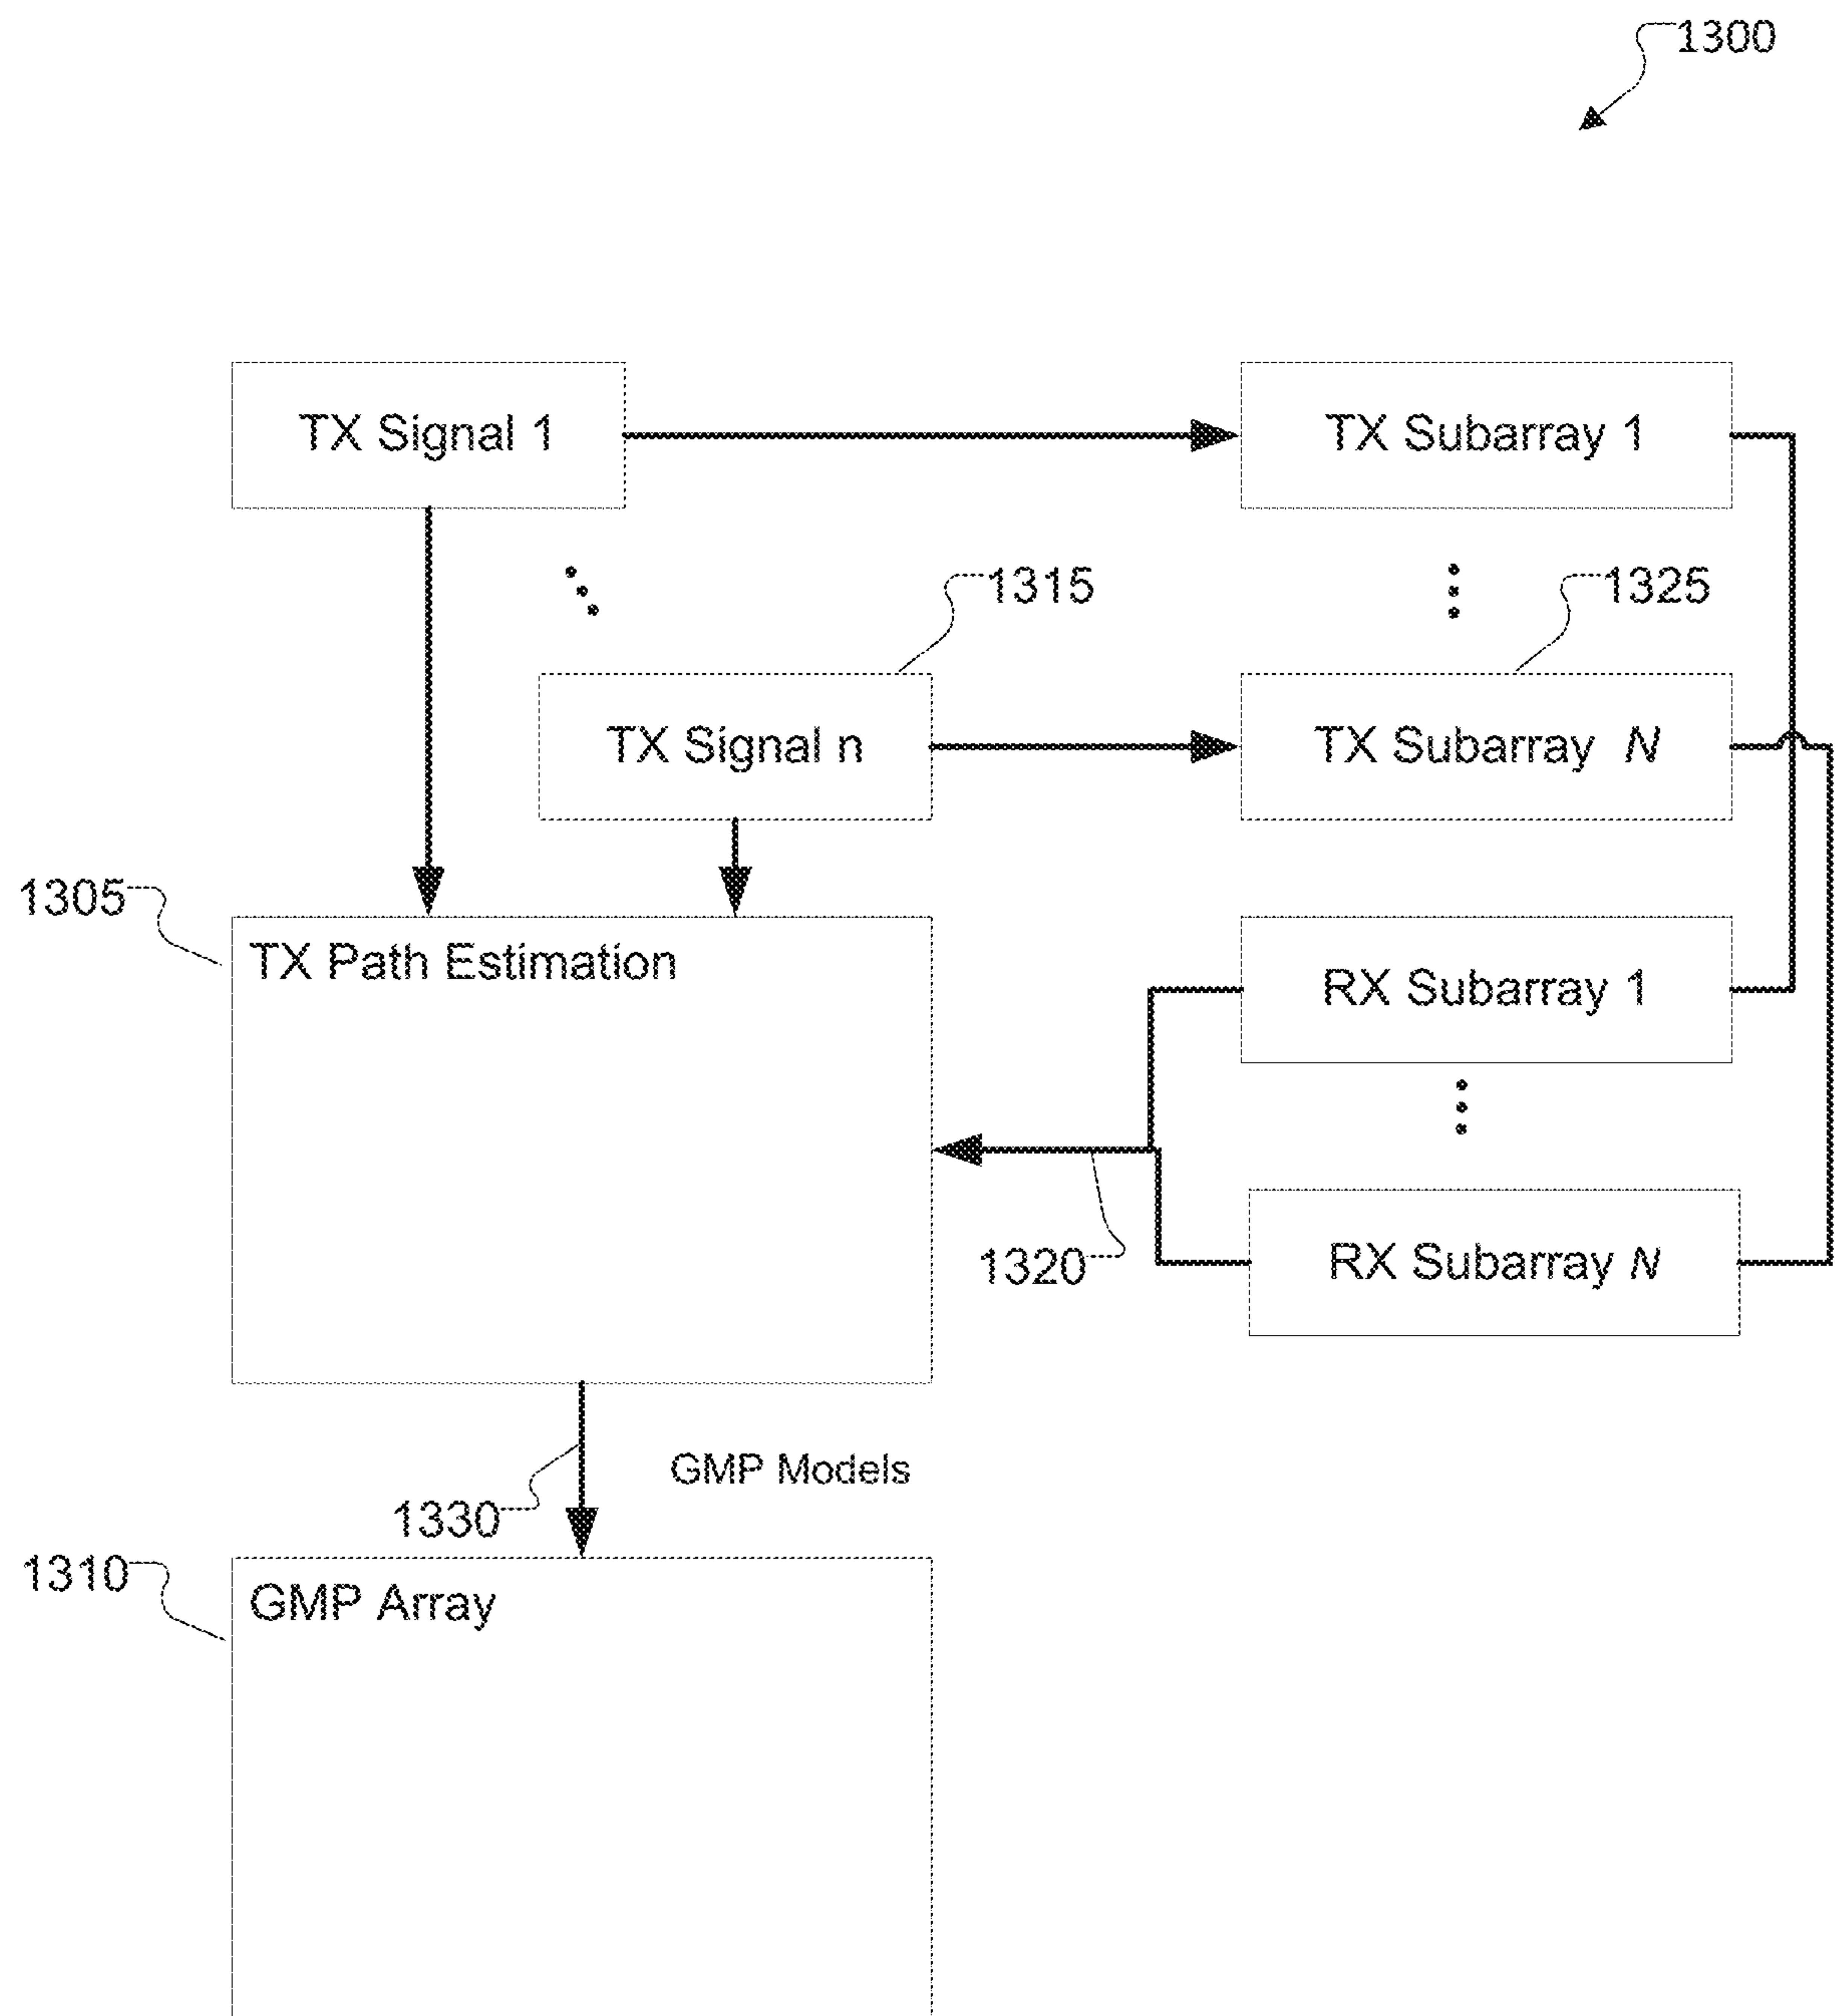 1300
TX Signal 1
TX Subarray 1
1315
1325
TX Signal n
TX Subarray N
1305
TX Path Estimation
RX Subarray 1
1320
RX Subarray N
GMP Models
1330
1310
GMP Array